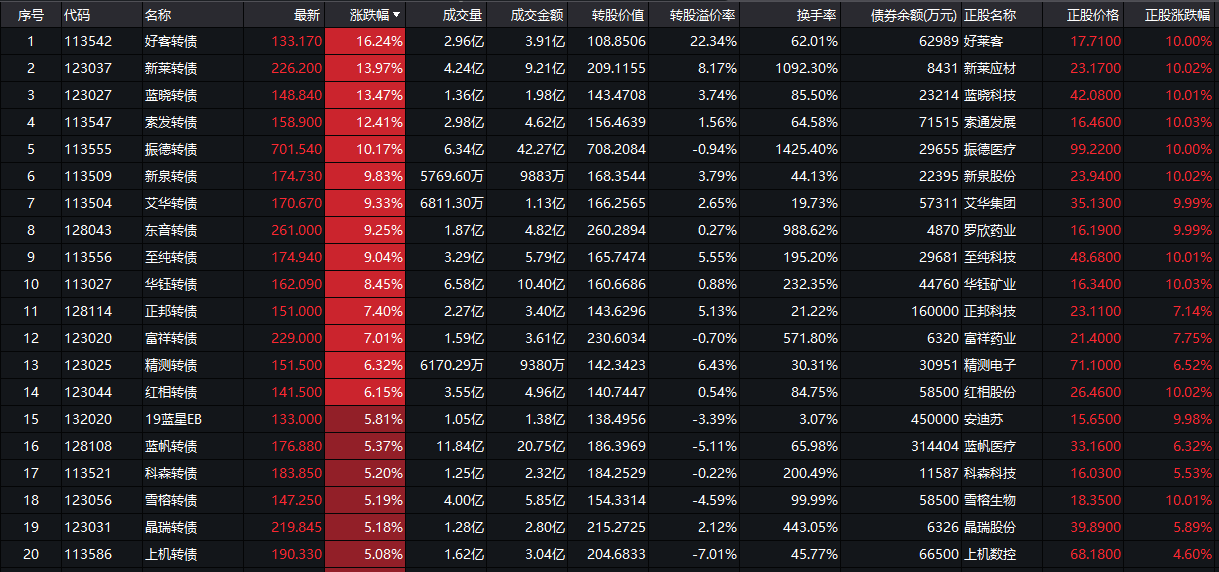 序号 代码 名称 最新 涨跌幅 成交量 成交金额 转股价值 转股溢价率 换手率 债券余额(万元) 正股名称 正股价格 正股涨跌幅
1 113542 好客转债 133.170 16.24% 2.96亿 3.91亿 108.8506 22.34% 62.01% 62989 好莱客 17.7100 10.00%
2 123037 新莱转债 226.200 13.97% 4.24亿 9.21亿 209.1155 8.17% 1092.30% 8431 新莱应材 23.1700 10.02%
3 123027 蓝晓转债 148.840 13.47% 1.36亿 1.98亿 143.4708 3.74% 85.50% 23214 蓝晓科技 42.0800 10.01%
4 113547 索发转债 158.900 12.41% 2.98亿 4.62亿 156.4639 1.56% 64.58% 71515 索通发展 16.4600 10.03%
5 113555 振德转债 701.540 10.17% 6.34亿 42.27亿 708.2084 -0.94% 1425.40% 29655 振德医疗 99.2200 10.00%
6 113509 新泉转债 174.730 9.83% 5769.60万 9883万 168.3544 3.79% 44.13% 22395 新泉股份 23.9400 10.02%
7 113504 艾华转债 170.670 9.33% 6811.30万 1.13亿 166.2565 2.65% 19.73% 57311 艾华集团 35.1300 9.99%
8 128043 东音转债 261.000 9.25% 1.87亿 4.82亿 260.2894 0.27% 988.62% 4870 罗欣药业 16.1900 9.99%
9 113556 至纯转债 174.940 9.04% 3.29亿 5.79亿 165.7474 5.55% 195.20% 29681 至纯科技 48.6800 10.01%
10 113027 华钰转债 162.090 8.45% 6.58亿 10.40亿 160.6686 0.88% 232.35% 44760 华钰矿业 16.3400 10.03%
11 128114 正邦转债 151.000 7.40% 2.27亿 3.40亿 143.6296 5.13% 21.22% 160000 正邦科技 23.1100 7.14%
12 123020 富祥转债 229.000 7.01% 1.59亿 3.61亿 230.6034 -0.70% 571.80% 6320 富祥药业 21.4000 7.75%
13 123025 精测转债 151.500 6.32% 6170.29万 9380万 142.3423 6.43% 30.31% 30951 精测电子 71.1000 6.52%
14 123044 红相转债 141.500 6.15% 3.55亿 4.96亿 140.7447 0.54% 84.75% 58500 红相股份 26.4600 10.02%
15 132020 19蓝星EB 133.000 5.81% 1.05亿 1.38亿 138.4956 -3.39% 3.07% 450000 安迪苏 15.6500 9.98%
16 128108 蓝帆转债 176.880 5.37% 11.84亿 20.75亿 186.3969 -5.11% 65.98% 314404 蓝帆医疗 33.1600 6.32%
17 113521 科森转债 183.850 5.20% 1.25亿 2.32亿 184.2529 -0.22% 200.49% 11587 科森科技 16.0300 5.53%
18 123056 雪榕转债 147.250 5.19% 4.00亿 5.85亿 154.3314 -4.59% 99.99% 58500 雪榕生物 18.3500 10.01%
19 123031 晶瑞转债 219.845 5.18% 1.28亿 2.80亿 215.2725 2.12% 443.05% 6326 晶瑞股份 39.8900 5.89%
20 113586 上机转债 190.330 5.08% 1.62亿 3.04亿 204.6833 -7.01% 45.77% 66500 上机数控 68.1800 4.60%